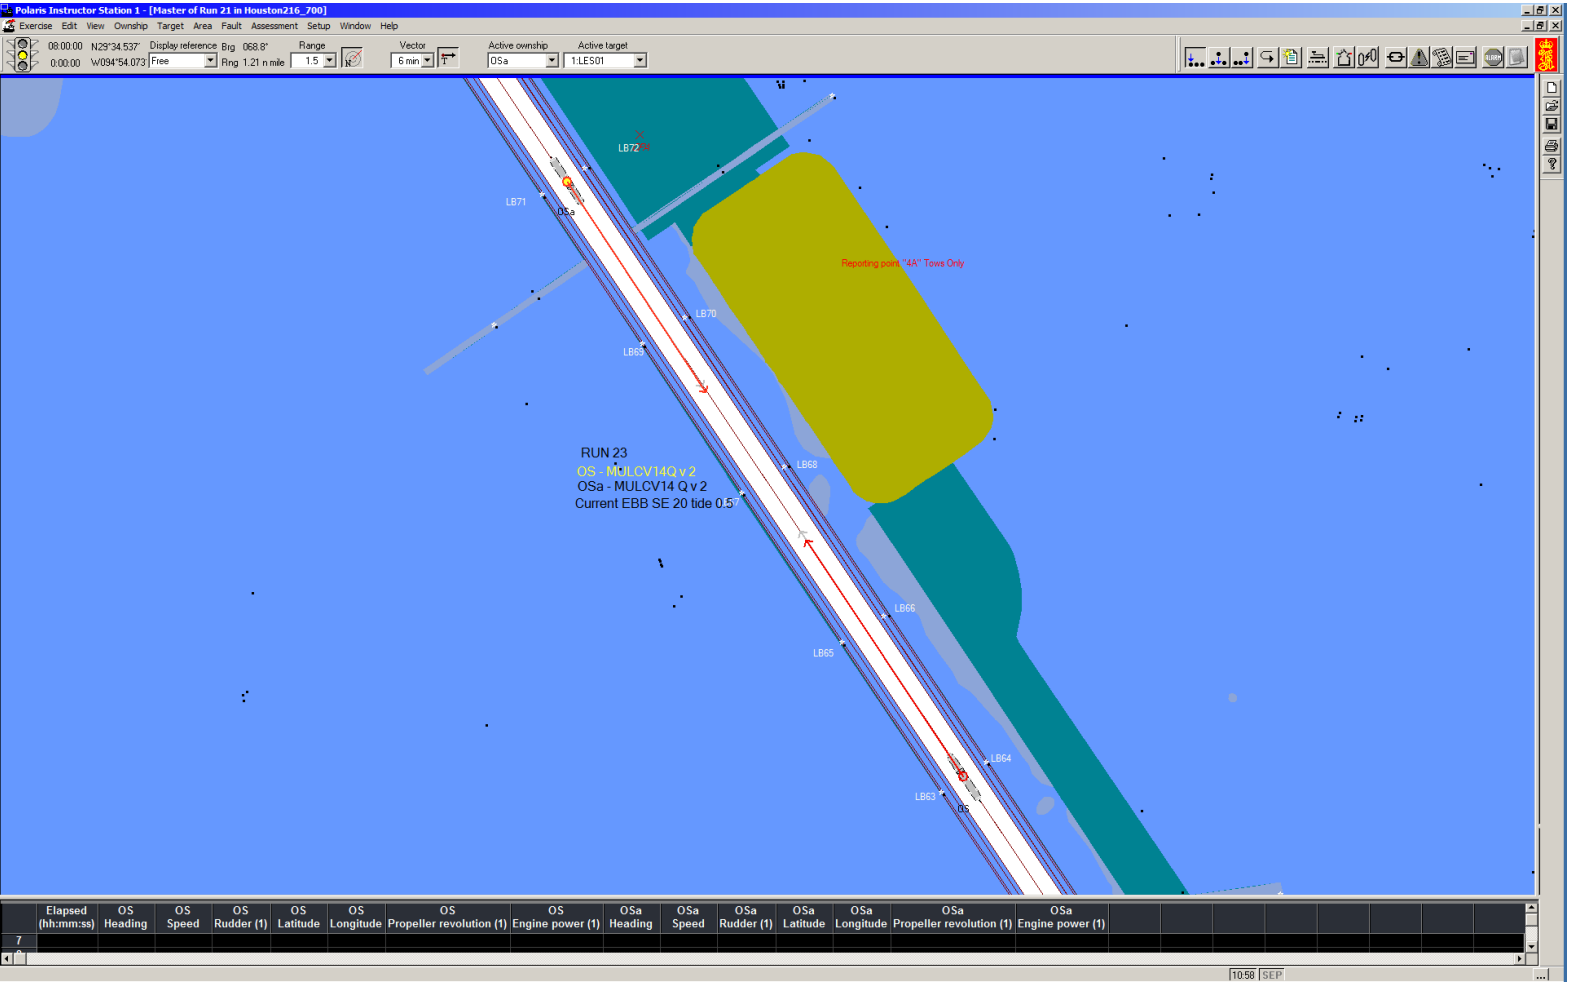 Polaris Instructor Station 1 - [Master of Run 21 in Houston216_700]
Exercise Edit View Ownship Target Area Fault Assessment Setup Window Help
08:00:00 N29°34.537' Display reference Brg 068.8° Range Vector Active ownship Active target
0:00:00 W094°54.073' Free Rng 1.21 n mile 1.5 6 min OSa 1:LES01
ALARM
LB72
LB71
OSa
Reporting point "4A" Tows Only
LB70
LB69
RUN 23
OS - MULCV14Q v 2
LB68
OSa - MULCV14 Q v 2
Current EBB SE 20 tide 0.5
LB66
LB65
LB64
LB63
OS
Elapsed (hh:mm:ss) OS Heading OS Speed OS Rudder (1) OS Latitude OS Longitude OS Propeller revolution (1) OS Engine power (1) OSa Heading OSa Speed OSa Rudder (1) OSa Latitude OSa Longitude OSa Propeller revolution (1) OSa Engine power (1)
7
10:58 SEP